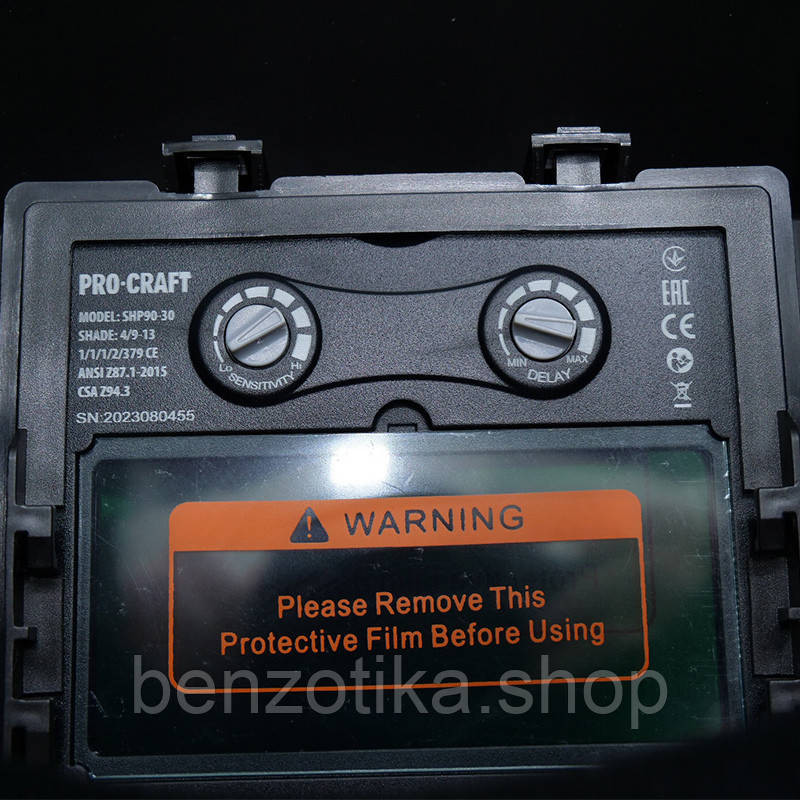 PRO·CRAFT
MODEL: SHP90-30
SHADE: 4/9-13
1/1/1/2/379 CE
ANSI Z87.1-2015
CSA Z94.3
SN:2023080455
Lo Hi
SENSITIVITY
MIN MAX
DELAY
EAC
CE
WARNING
Please Remove This
Protective Film Before Using
benzotika.shop